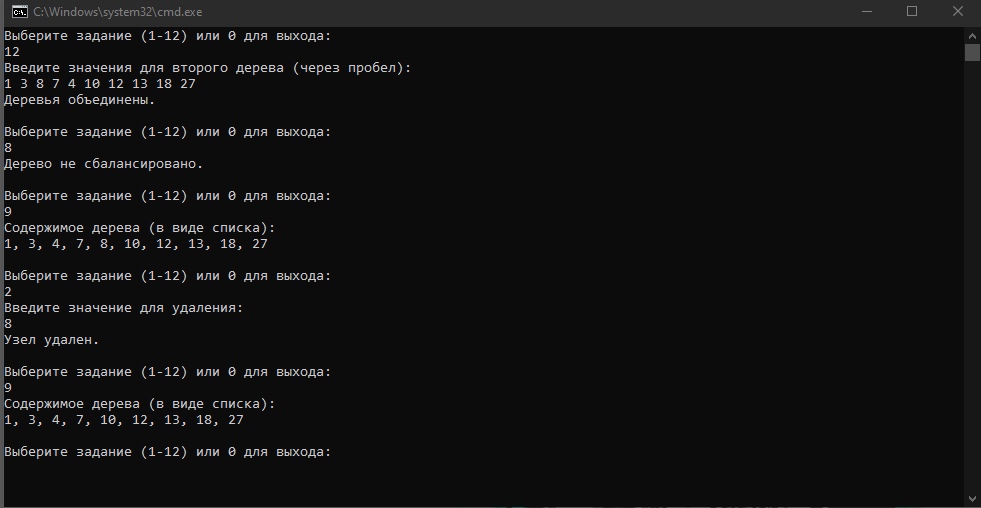 C:\Windows\system32\cmd.exe
Выберите задание (1-12) или 0 для выхода:
12
Введите значения для второго дерева (через пробел):
1 3 8 7 4 10 12 13 18 27
Деревья объединены.
Выберите задание (1-12) или 0 для выхода:
8
Дерево не сбалансировано.
Выберите задание (1-12) или 0 для выхода:
9
Содержимое дерева (в виде списка):
1, 3, 4, 7, 8, 10, 12, 13, 18, 27
Выберите задание (1-12) или 0 для выхода:
2
Введите значение для удаления:
8
Узел удален.
Выберите задание (1-12) или 0 для выхода:
9
Содержимое дерева (в виде списка):
1, 3, 4, 7, 10, 12, 13, 18, 27
Выберите задание (1-12) или 0 для выхода: